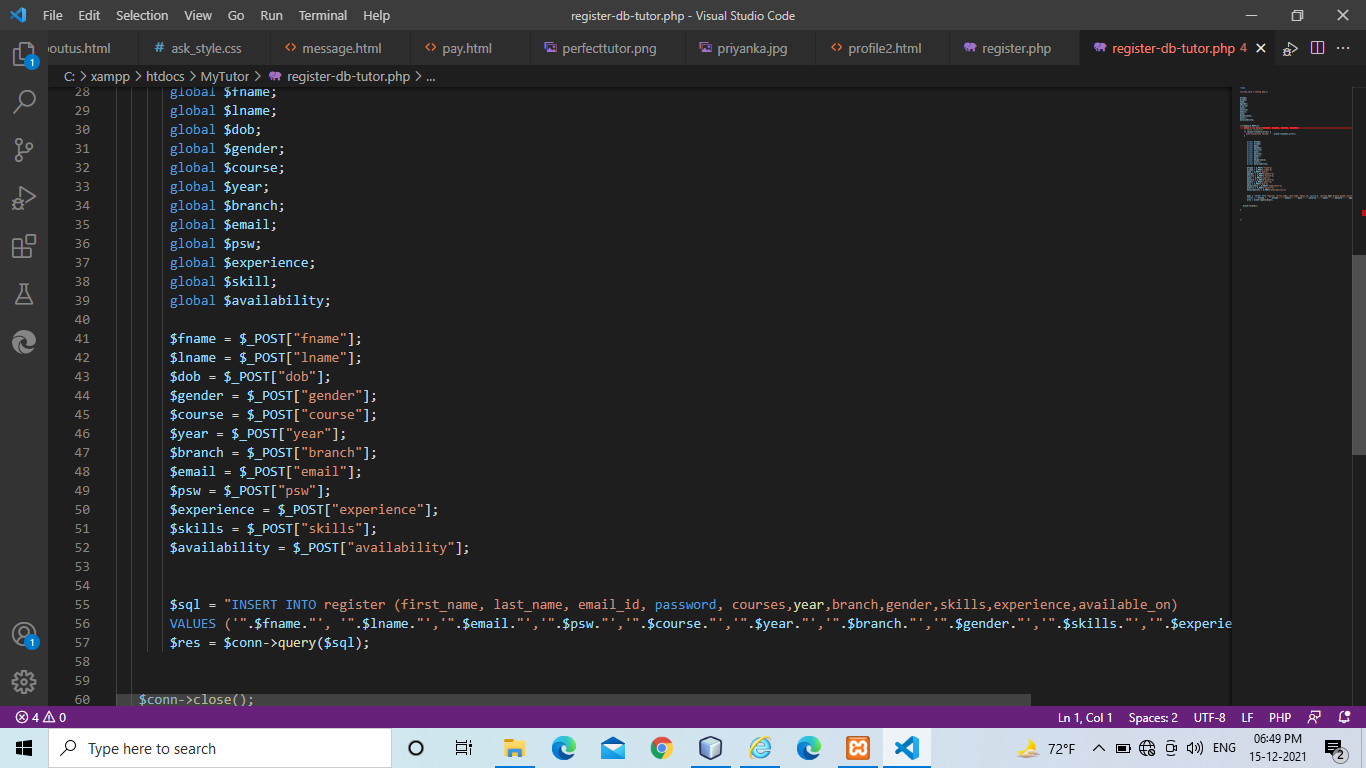 File Edit Selection View Go Run Terminal Help register-db-tutor.php - Visual Studio Code
outus.html # ask_style.css <> message.html <> pay.html perfecttutor.png priyanka.jpg <> profile2.html register.php register-db-tutor.php 4
C: > xampp > htdocs > MyTutor > register-db-tutor.php > ...
28 global $fname;
29 global $lname;
30 global $dob;
31 global $gender;
32 global $course;
33 global $year;
34 global $branch;
35 global $email;
36 global $psw;
37 global $experience;
38 global $skill;
39 global $availability;
40
41 $fname = $_POST["fname"];
42 $lname = $_POST["lname"];
43 $dob = $_POST["dob"];
44 $gender = $_POST["gender"];
45 $course = $_POST["course"];
46 $year = $_POST["year"];
47 $branch = $_POST["branch"];
48 $email = $_POST["email"];
49 $psw = $_POST["psw"];
50 $experience = $_POST["experience"];
51 $skills = $_POST["skills"];
52 $availability = $_POST["availability"];
53
54
55 $sql = "INSERT INTO register (first_name, last_name, email_id, password, courses,year,branch,gender,skills,experience,available_on)
56 VALUES ('".$fname."', '".$lname."','".$email."','".$psw."','".$course."','".$year."','".$branch."','".$gender."','".$skills."','".$experie
57 $res = $conn->query($sql);
58
59
60 $conn->close();
1
1
4 0 Ln 1, Col 1 Spaces: 2 UTF-8 LF PHP
Type here to search 72°F ENG 06:49 PM 15-12-2021 2